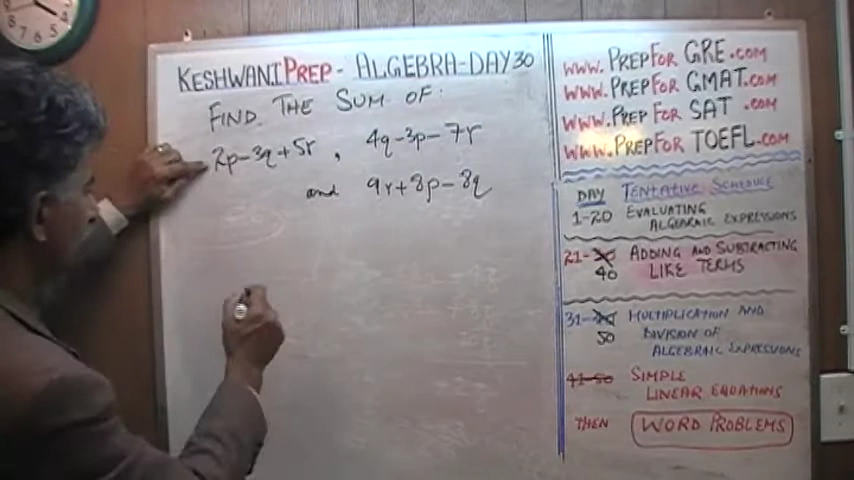 KESHWANIPREP - ALGEBRA-DAY 30
FIND THE SUM OF:
2p-3q+5r , 4q-3p-7r
and 9r+8p-8q
www.PREPFOR GRE.COM
www.PREPFOR GMAT.COM
www.PREP FOR SAT .COM
www.PREPFOR TOEFL.COM
DAY TENTATIVE SCHEDULE
1-20 EVALUATING
ALGEBRAIC EXPRESSIONS
21-30 ADDING AND SUBTRACTING
40 LIKE TERMS
31-40 MULTIPLICATION AND
50 DIVISION OF
ALGEBRAIC EXPRESSIONS
41-50 SIMPLE
LINEAR EQUATIONS
THEN WORD PROBLEMS